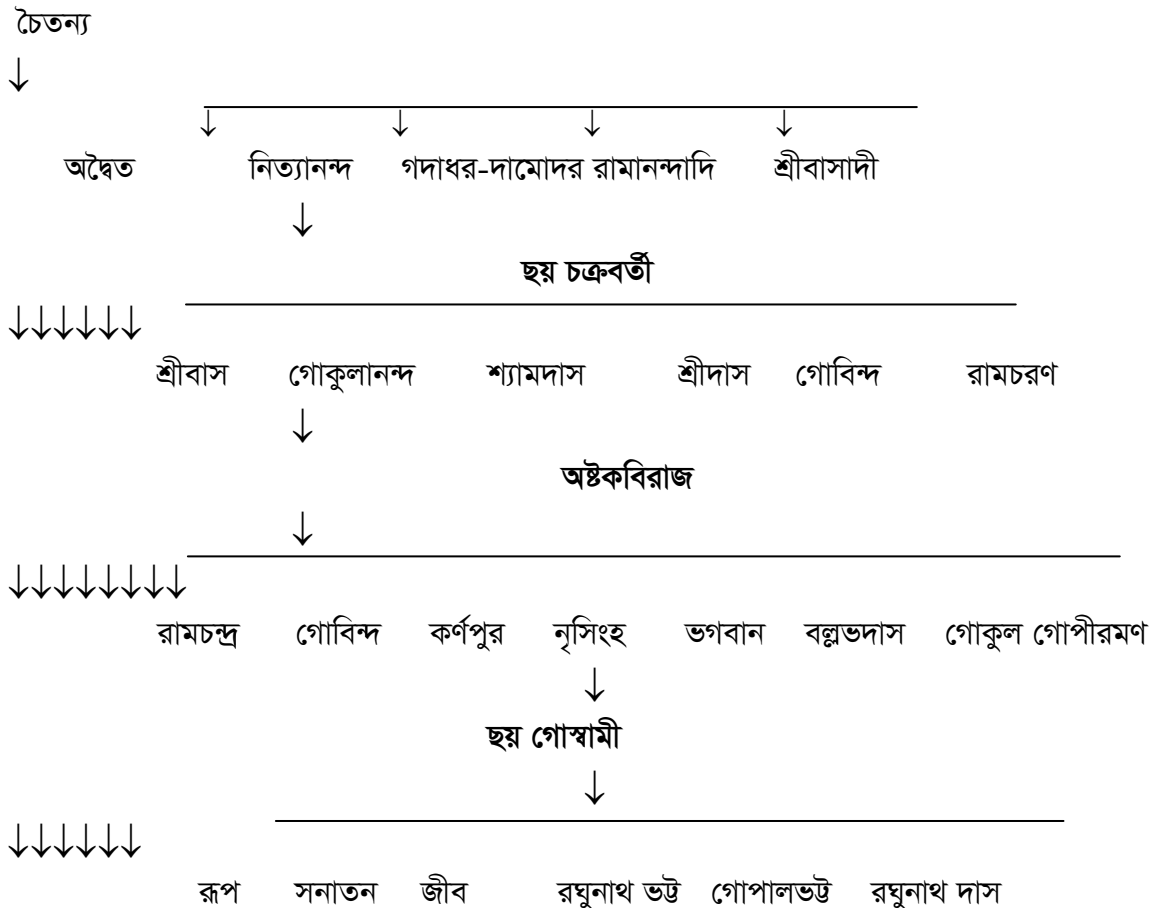 চৈতন্য
↓
↓ ↓ ↓ ↓
অদ্বৈত নিত্যানন্দ গদাধর-দামোদর রামানন্দাদি শ্রীবাসাদী
↓
ছয় চক্রবর্তী
↓↓↓↓↓↓
শ্রীবাস গোকুলানন্দ শ্যামদাস শ্রীদাস গোবিন্দ রামচরণ
↓
অষ্টকবিরাজ
↓
↓↓↓↓↓↓↓↓
রামচন্দ্র গোবিন্দ কর্ণপুর নৃসিংহ ভগবান বল্লভদাস গোকুল গোপীরমণ
↓
ছয় গোস্বামী
↓
↓↓↓↓↓↓
রূপ সনাতন জীব রঘুনাথ ভট্ট গোপালভট্ট রঘুনাথ দাস